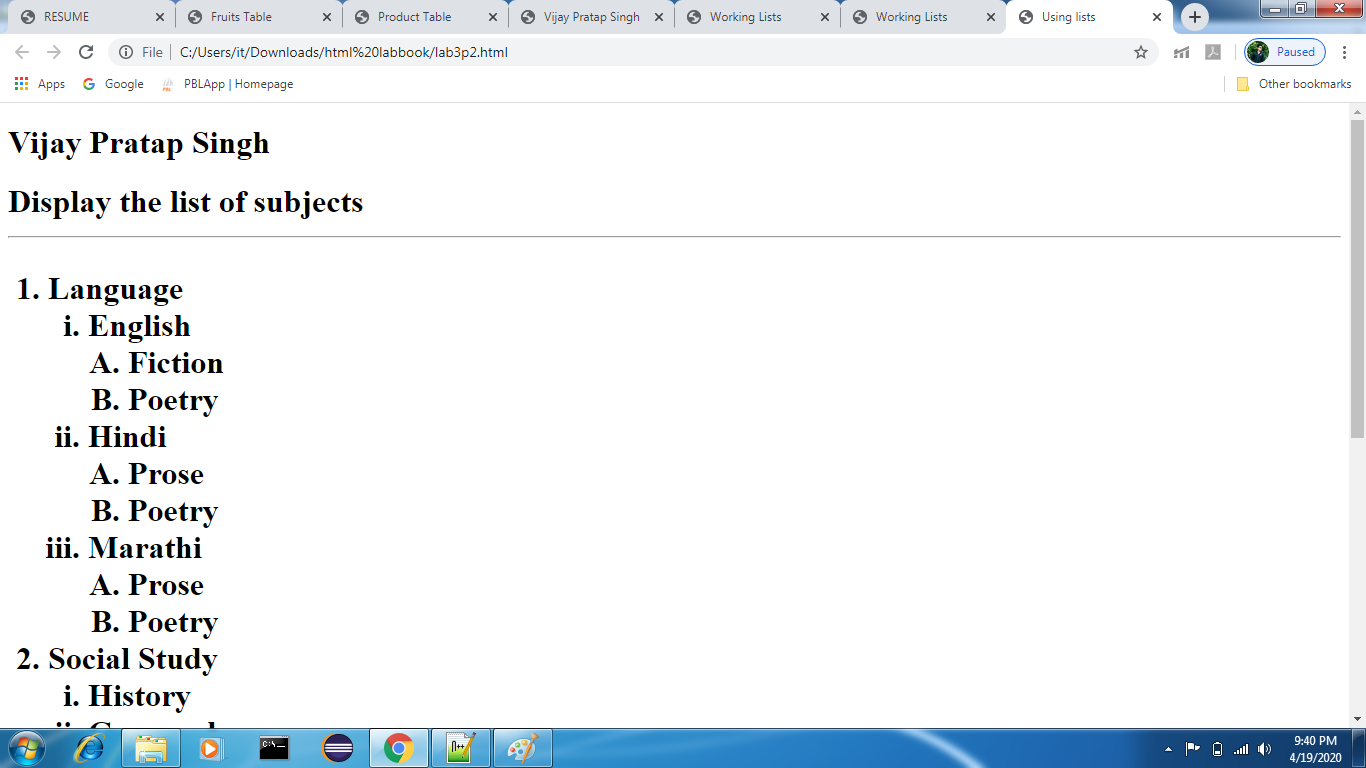 RESUME Fruits Table Product Table Vijay Pratap Singh Working Lists Working Lists Using lists
File C:/Users/it/Downloads/html%20labbook/lab3p2.html Paused
Apps Google PBLApp | Homepage Other bookmarks
Vijay Pratap Singh
Display the list of subjects
1. Language
i. English
A. Fiction
B. Poetry
ii. Hindi
A. Prose
B. Poetry
iii. Marathi
A. Prose
B. Poetry
2. Social Study
i. History
9:40 PM
4/19/2020